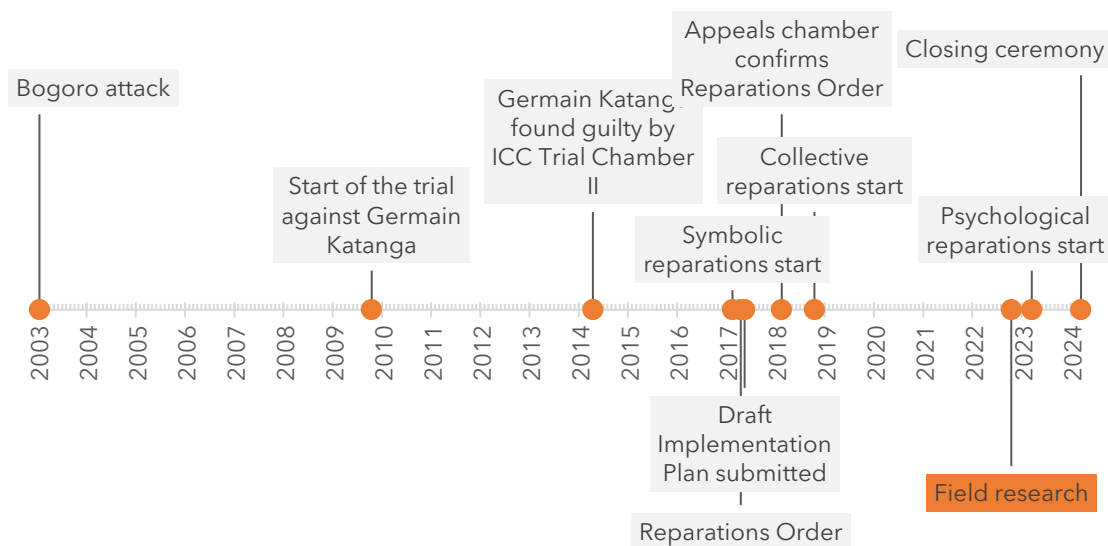 Bogoro attack
Start of the trial
against Germain
Katanga
Germain Katang
found guilty by
ICC Trial Chamber
II
Appeals chamber
confirms
Reparations Order
Symbolic
reparations start
Collective
reparations start
Closing ceremony
Psychological
reparations start
2003
2004
2005
2006
2007
2008
2009
2010
2011
2012
2013
2014
2015
2016
2017
2018
2019
2020
2021
2022
2023
2024
Draft
Implementation
Plan submitted
Reparations Order
Field research